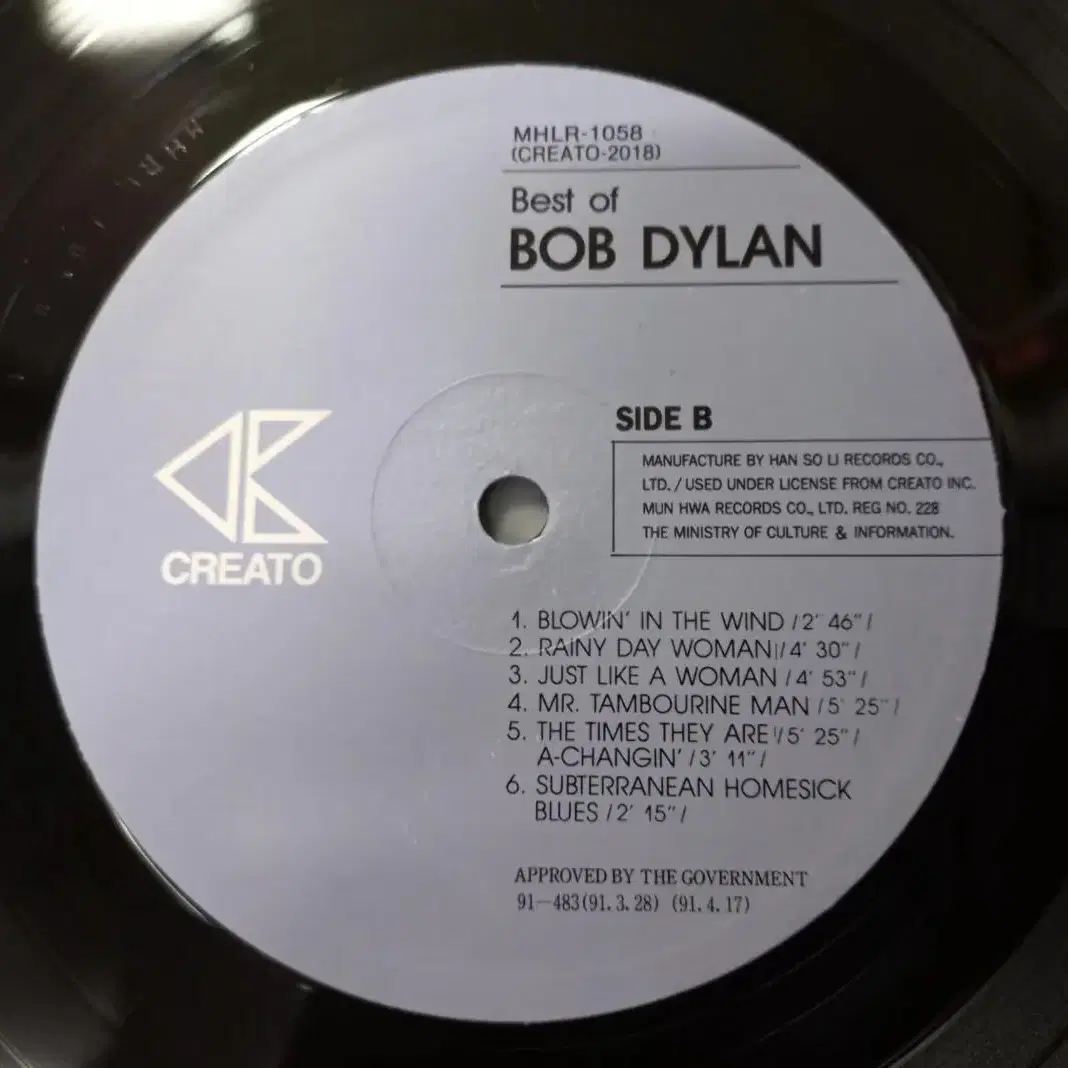 MHLR-1058
(CREATO-2018)
Best of
BOB DYLAN
SIDE B
MANUFACTURE BY HAN SO LI RECORDS CO.,
LTD. / USED UNDER LICENSE FROM CREATO INC.
MUN HWA RECORDS CO., LTD. REG NO. 228
THE MINISTRY OF CULTURE & INFORMATION.
CREATO
1. BLOWIN' IN THE WIND / 2' 46" /
2. RAINY DAY WOMAN / 4' 30" /
3. JUST LIKE A WOMAN / 4' 53" /
4. MR. TAMBOURINE MAN / 5' 25" /
5. THE TIMES THEY ARE / 5' 25" /
A-CHANGIN' / 3' 11" /
6. SUBTERRANEAN HOMESICK
BLUES / 2' 15" /
APPROVED BY THE GOVERNMENT
91-483(91.3.28) (91.4.17)